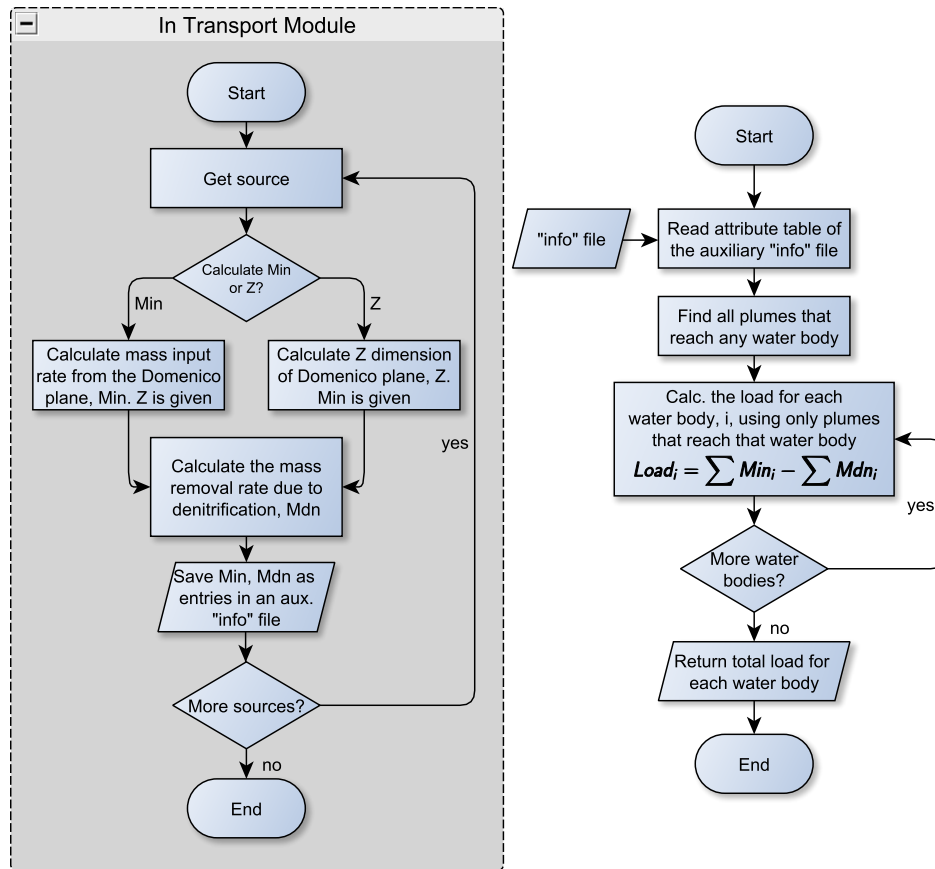 In Transport Module
Start
Get source
Calculate Min
or Z?
Min
Z
Calculate mass input
rate from the Domenico
plane, Min. Z is given
Calculate Z dimension
of Domenico plane, Z.
Min is given
yes
Calculate the mass
removal rate due to
denitrification, Mdn
Save Min, Mdn as
entries in an aux.
"info" file
More sources?
no
End
Start
"info" file
Read attribute table of
the auxiliary "info" file
Find all plumes that
reach any water body
Calc. the load for each
water body, i, using only plumes
that reach that water body
Load_i = ∑ Min_i − ∑ Mdn_i
yes
More water
bodies?
no
Return total load for
each water body
End